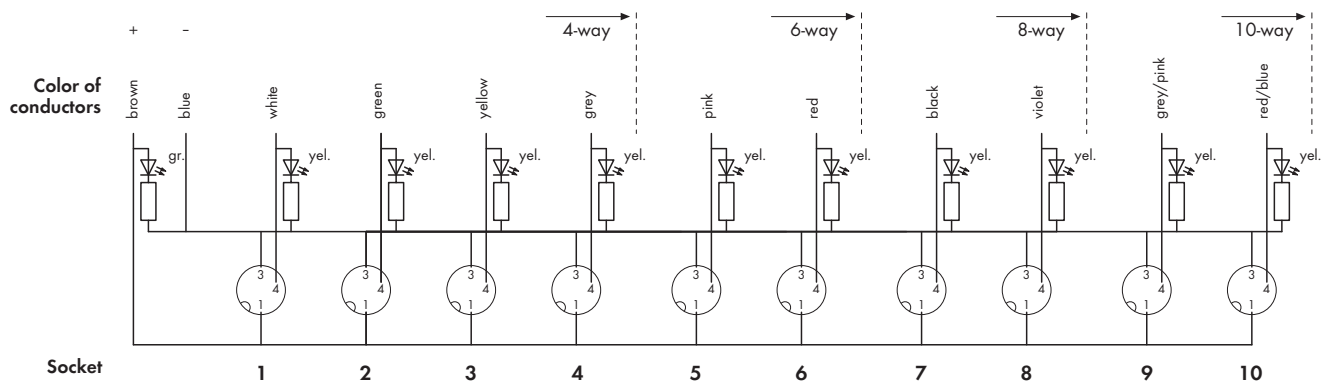 4-way 6-way 8-way 10-way
+ –
Color of
conductors
brown blue white green yellow grey pink red black violet grey/pink red/blue
gr. yel. yel. yel. yel. yel. yel. yel. yel. yel. yel.
3 3 3 3 3 3 3 3 3 3
4 4 4 4 4 4 4 4 4 4
1 1 1 1 1 1 1 1 1 1
Socket 1 2 3 4 5 6 7 8 9 10